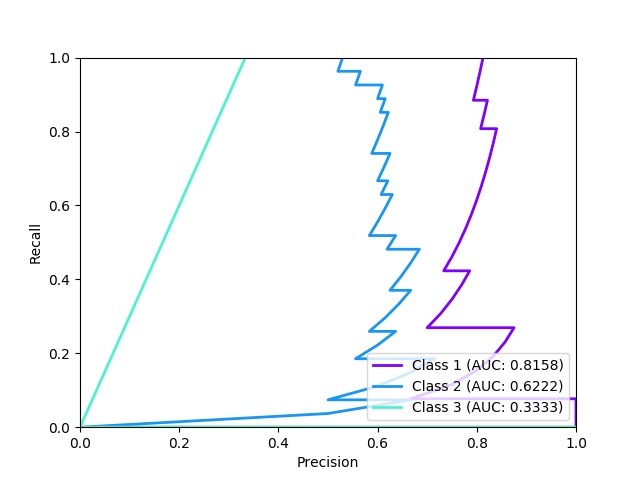 1.0
0.8
0.6
0.4
0.2
0.0
Recall
Class 1 (AUC: 0.8158)
Class 2 (AUC: 0.6222)
Class 3 (AUC: 0.3333)
0.0 0.2 0.4 0.6 0.8 1.0
Precision